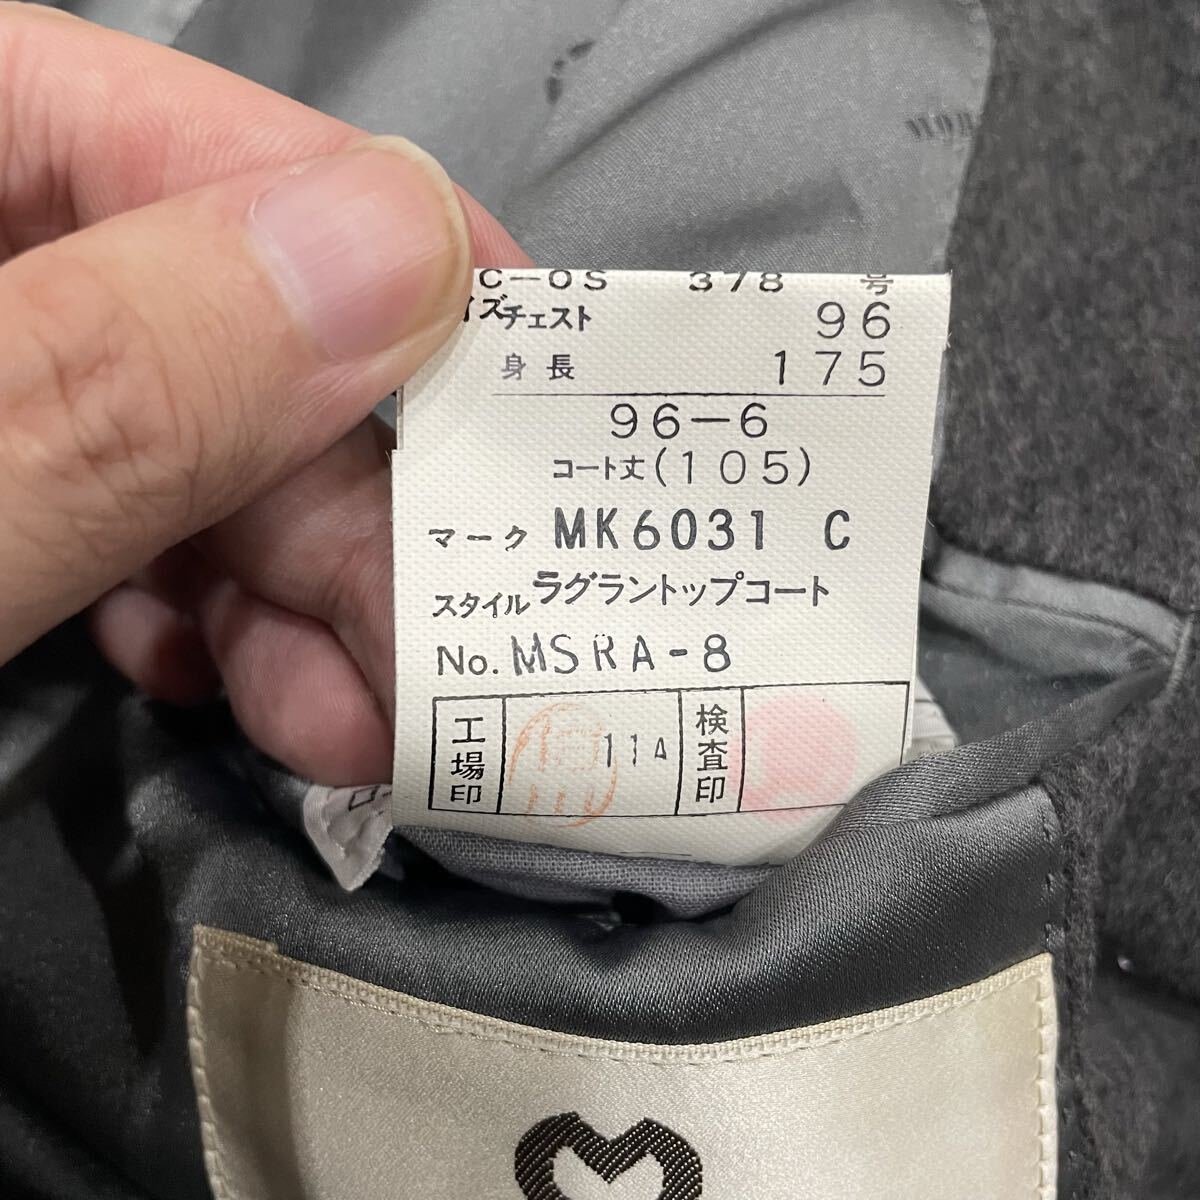 C-OS 378 号
イズ チェスト 96
身長 175
96-6
コート丈(105)
マーク MK6031 C
スタイル ラグラントップコート
No. MSRA-8
工場印 114 検査印